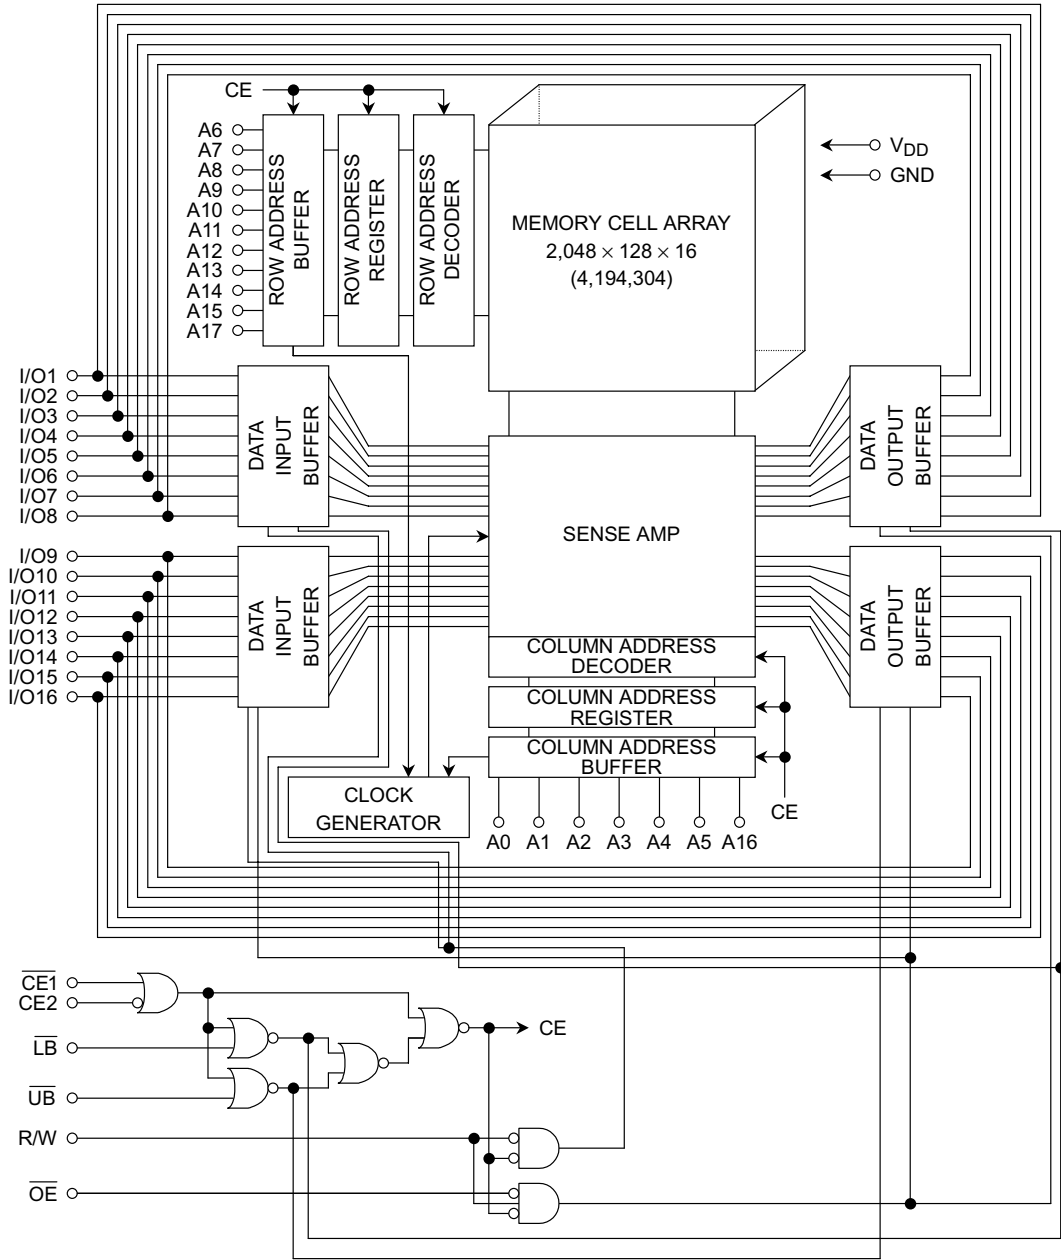 CE
A6
A7
A8
A9
A10
A11
A12
A13
A14
A15
A17
ROW ADDRESS
BUFFER
ROW ADDRESS
REGISTER
ROW ADDRESS
DECODER
MEMORY CELL ARRAY
2,048 × 128 × 16
(4,194,304)
VDD
GND
I/O1
I/O2
I/O3
I/O4
I/O5
I/O6
I/O7
I/O8
DATA
INPUT
BUFFER
DATA
OUTPUT
BUFFER
SENSE AMP
I/O9
I/O10
I/O11
I/O12
I/O13
I/O14
I/O15
I/O16
DATA
INPUT
BUFFER
DATA
OUTPUT
BUFFER
COLUMN ADDRESS
DECODER
COLUMN ADDRESS
REGISTER
COLUMN ADDRESS
BUFFER
CLOCK
GENERATOR
CE
A0 A1 A2 A3 A4 A5 A16
C̅E̅1̅
CE2
L̅B̅
U̅B̅
R/W
O̅E̅
CE